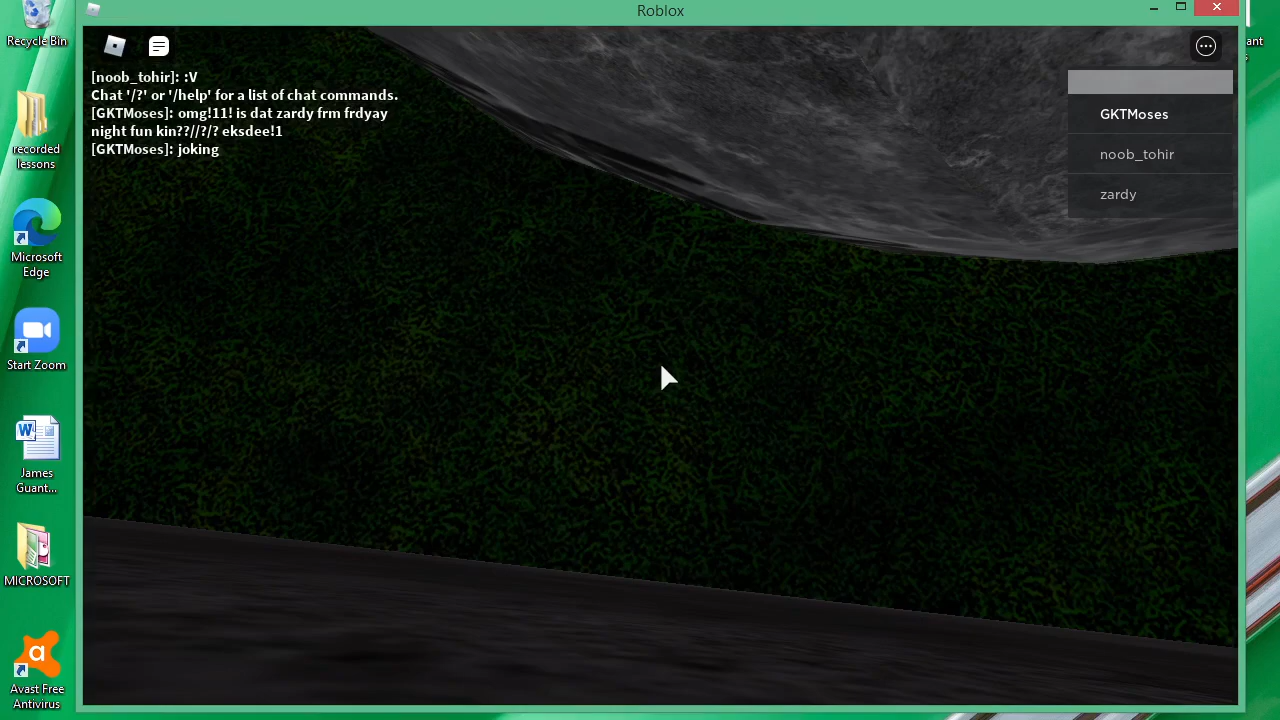 Roblox
Recycle Bin
recorded
lessons
Microsoft
Edge
Start Zoom
James
Guant...
MICROSOFT
Avast Free
Antivirus
[noob_tohir]: :V
Chat '/?' or '/help' for a list of chat commands.
[GKTMoses]: omg!11! is dat zardy frm frdyay
night fun kin??//?/? eksdee!1
[GKTMoses]: joking
GKTMoses
noob_tohir
zardy
ant